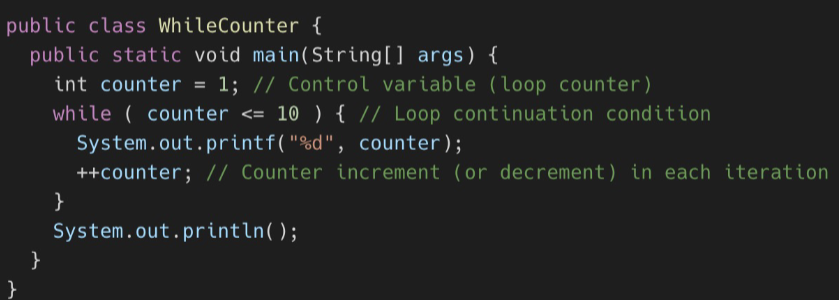 public class WhileCounter {
  public static void main(String[] args) {
    int counter = 1; // Control variable (loop counter)
    while ( counter <= 10 ) { // Loop continuation condition
      System.out.printf("%d", counter);
      ++counter; // Counter increment (or decrement) in each iteration
    }
    System.out.println();
  }
}